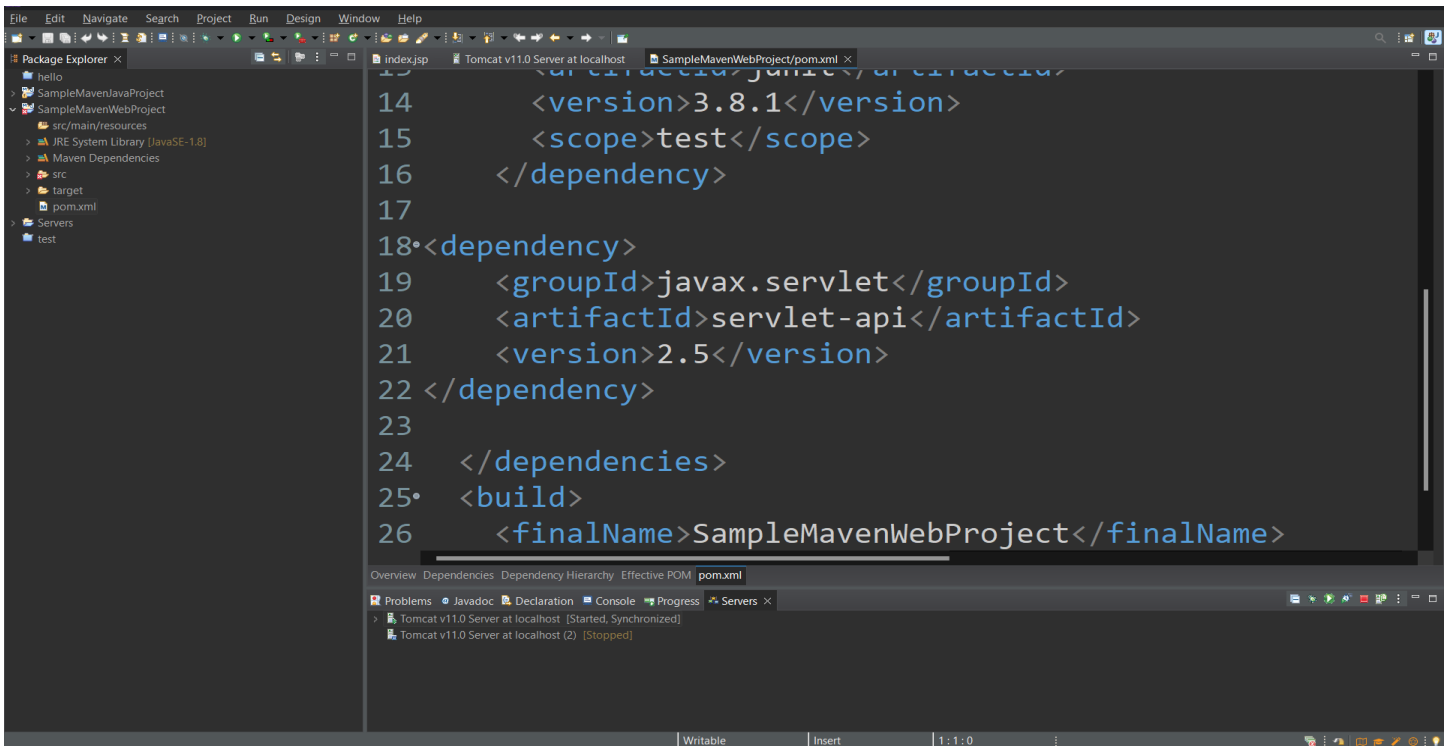 File Edit Navigate Search Project Run Design Window Help
Package Explorer
hello
SampleMavenJavaProject
SampleMavenWebProject
src/main/resources
JRE System Library [JavaSE-1.8]
Maven Dependencies
src
target
pom.xml
Servers
test
index.jsp Tomcat v11.0 Server at localhost SampleMavenWebProject/pom.xml
13 <artifactId>junit</artifactId>
14 <version>3.8.1</version>
15 <scope>test</scope>
16 </dependency>
17
18 <dependency>
19 <groupId>javax.servlet</groupId>
20 <artifactId>servlet-api</artifactId>
21 <version>2.5</version>
22 </dependency>
23
24 </dependencies>
25 <build>
26 <finalName>SampleMavenWebProject</finalName>
Overview Dependencies Dependency Hierarchy Effective POM pom.xml
Problems Javadoc Declaration Console Progress Servers
Tomcat v11.0 Server at localhost [Started, Synchronized]
Tomcat v11.0 Server at localhost (2) [Stopped]
Writable Insert 1 : 1 : 0